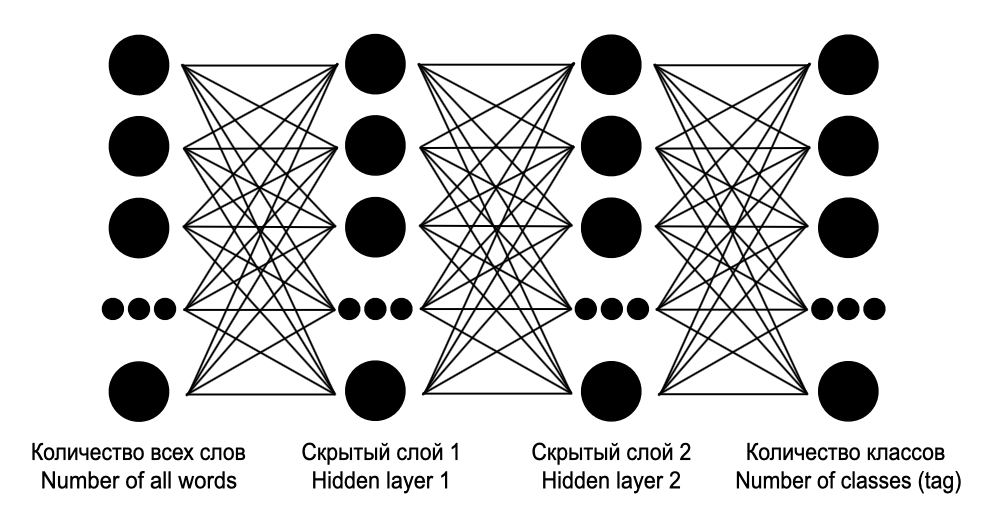 Количество всех слов
Number of all words
Скрытый слой 1
Hidden layer 1
Скрытый слой 2
Hidden layer 2
Количество классов
Number of classes (tag)